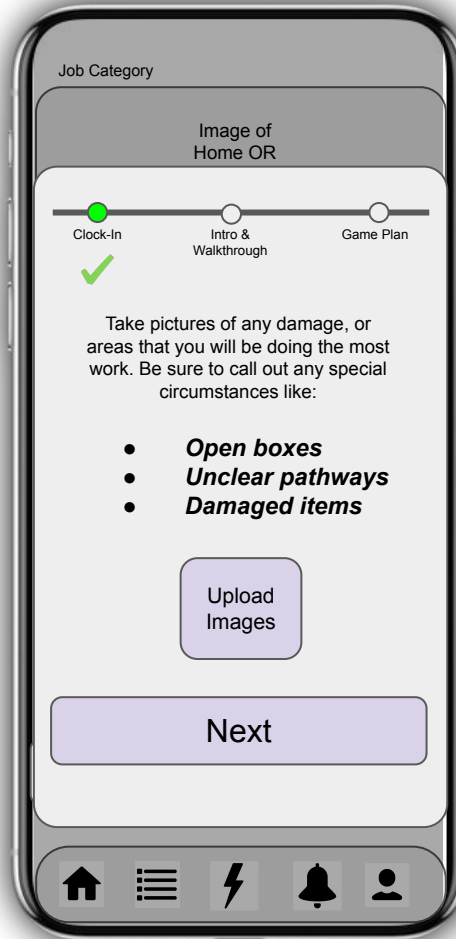 Job Category
Image of
Home OR
Clock-In
Intro &
Walkthrough
Game Plan
Take pictures of any damage, or
areas that you will be doing the most
work. Be sure to call out any special
circumstances like:
● Open boxes
● Unclear pathways
● Damaged items
Upload
Images
Next